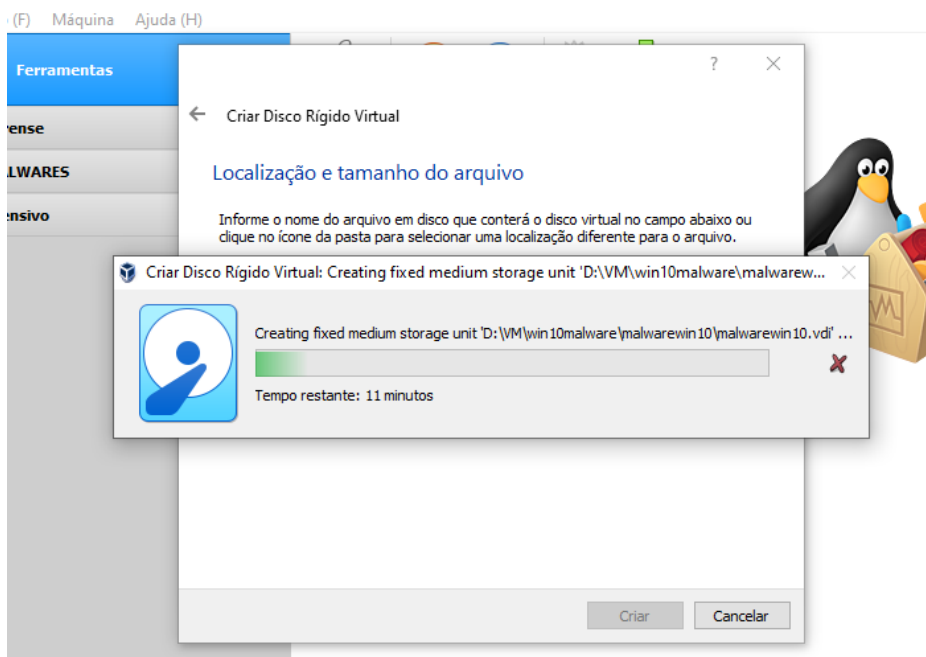 (F) Máquina Ajuda (H)
Ferramentas
rense
LWARES
ensivo
?
Criar Disco Rígido Virtual
Localização e tamanho do arquivo
Informe o nome do arquivo em disco que conterá o disco virtual no campo abaixo ou
clique no ícone da pasta para selecionar uma localização diferente para o arquivo.
Criar Disco Rígido Virtual: Creating fixed medium storage unit 'D:\VM\win10malware\malwarew...
Creating fixed medium storage unit 'D:\VM\win10malware\malwarewin10\malwarewin10.vdi' ...
Tempo restante: 11 minutos
Criar Cancelar